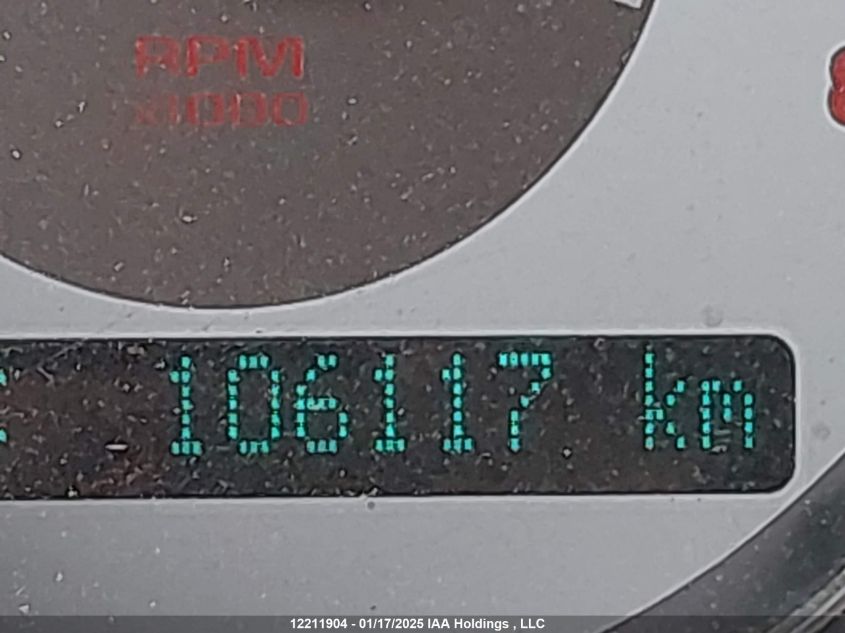 RPM
x1000
106117 km
12211904 - 01/17/2025 IAA Holdings , LLC